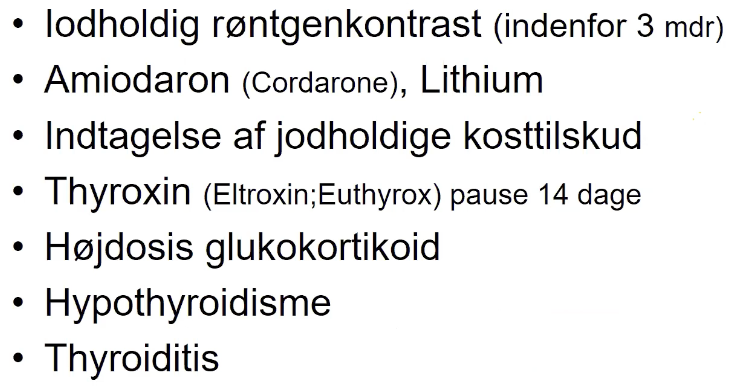 • Iodholdig røntgenkontrast (indenfor 3 mdr)
• Amiodaron (Cordarone), Lithium
• Indtagelse af jodholdige kosttilskud
• Thyroxin (Eltroxin;Euthyrox) pause 14 dage
• Højdosis glukokortikoid
• Hypothyroidisme
• Thyroiditis